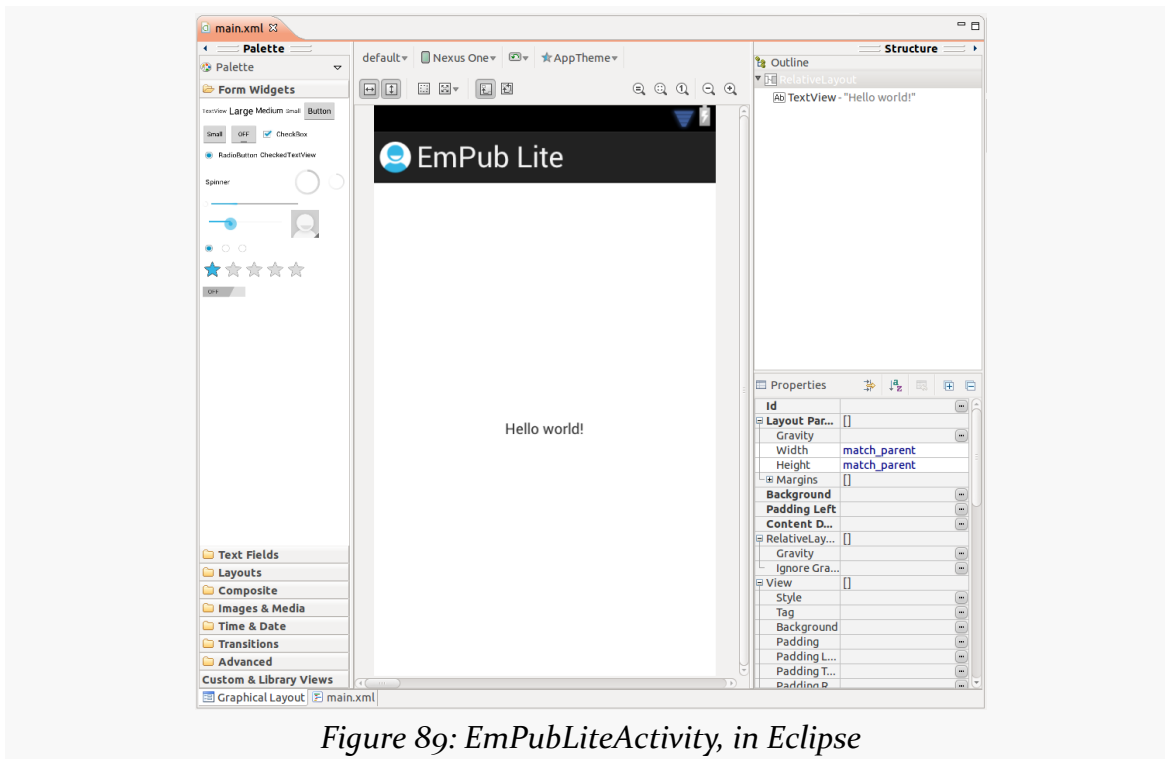 main.xml
Palette
Palette
Form Widgets
TextView Large Medium Small Button
Small OFF CheckBox
RadioButton CheckedTextView
Spinner
OFF
Text Fields
Layouts
Composite
Images & Media
Time & Date
Transitions
Advanced
Custom & Library Views
Graphical Layout main.xml
default Nexus One AppTheme
EmPub Lite
Hello world!
Structure
Outline
RelativeLayout
Ab TextView - "Hello world!"
Properties
Id
Layout Par... []
Gravity
Width match_parent
Height match_parent
Margins []
Background
Padding Left
Content D...
RelativeLay... []
Gravity
Ignore Gra...
View []
Style
Tag
Background
Padding
Padding L...
Padding T...
Padding R...
Figure 89: EmPubLiteActivity, in Eclipse